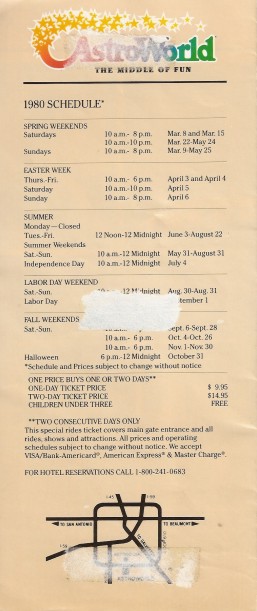 AstroWorld
THE MIDDLE OF FUN
1980 SCHEDULE*
SPRING WEEKENDS
Saturdays 10 a.m.- 8 p.m. Mar. 8 and Mar. 15
10 a.m.-10 p.m. Mar. 22-May 24
Sundays 10 a.m.- 8 p.m. Mar. 9-May 25
EASTER WEEK
Thurs.-Fri. 10 a.m.- 6 p.m. April 3 and April 4
Saturday 10 a.m.-10 p.m. April 5
Sunday 10 a.m.- 8 p.m. April 6
SUMMER
Monday—Closed
Tues.-Fri. 12 Noon-12 Midnight June 3-August 22
Summer Weekends
Sat.-Sun. 10 a.m.-12 Midnight May 31-August 31
Independence Day 10 a.m.-12 Midnight July 4
LABOR DAY WEEKEND
Sat.-Sun. Aug. 30-Aug. 31
Labor Day tember 1
FALL WEEKENDS
Sat.-Sun. ept. 6-Sept. 28
10 a.m.- 6 p.m. Oct. 4-Oct. 26
10 a.m.- 6 p.m. Nov. 1-Nov. 30
Halloween 6 p.m.-12 Midnight October 31
*Schedule and Prices subject to change without notice
ONE PRICE BUYS ONE OR TWO DAYS**
ONE-DAY TICKET PRICE $ 9.95
TWO-DAY TICKET PRICE $14.95
CHILDREN UNDER THREE FREE
**TWO CONSECUTIVE DAYS ONLY
This special rides ticket covers main gate entrance and all
rides, shows and attractions. All prices and operating
schedules subject to change without notice. We accept
VISA/Bank-Americard®, American Express® & Master Charge®.
FOR HOTEL RESERVATIONS CALL 1-800-241-0683
TO SAN ANTONIO TO BEAUMONT